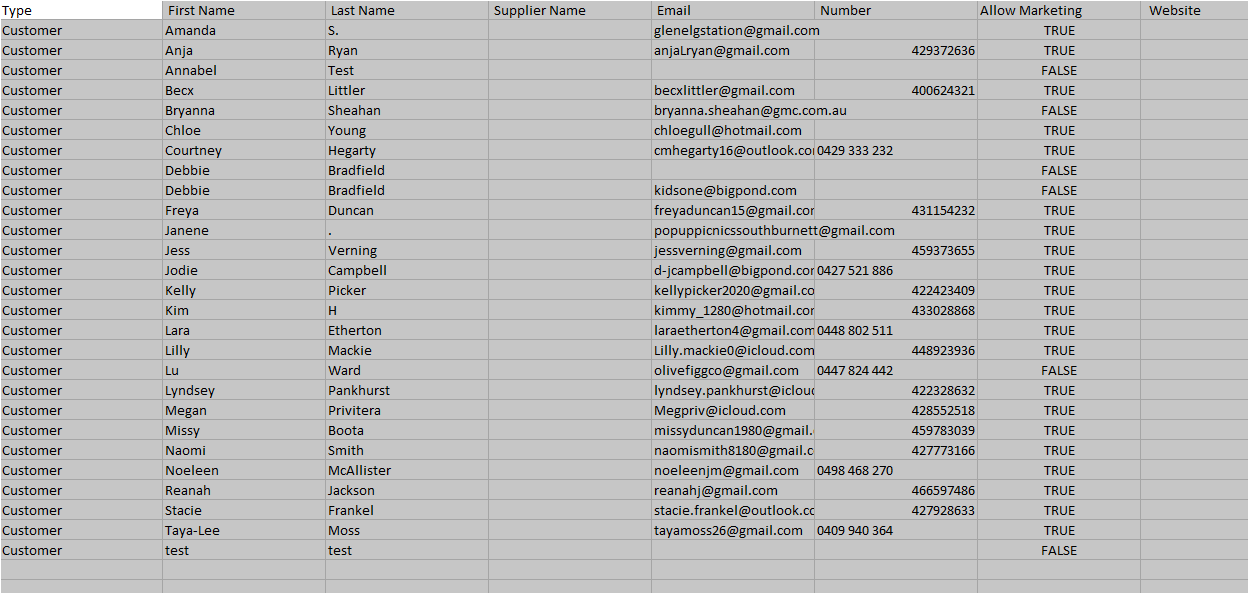 Type First Name Last Name Supplier Name Email Number Allow Marketing Website
Customer Amanda S. glenelgstation@gmail.com TRUE
Customer Anja Ryan anjaLryan@gmail.com 429372636 TRUE
Customer Annabel Test FALSE
Customer Becx Littler becxlittler@gmail.com 400624321 TRUE
Customer Bryanna Sheahan bryanna.sheahan@gmc.com.au FALSE
Customer Chloe Young chloegull@hotmail.com TRUE
Customer Courtney Hegarty cmhegarty16@outlook.co 0429 333 232 TRUE
Customer Debbie Bradfield FALSE
Customer Debbie Bradfield kidsone@bigpond.com FALSE
Customer Freya Duncan freyaduncan15@gmail.co 431154232 TRUE
Customer Janene . popuppicnicssouthburnett@gmail.com TRUE
Customer Jess Verning jessverning@gmail.com 459373655 TRUE
Customer Jodie Campbell d-jcampbell@bigpond.co 0427 521 886 TRUE
Customer Kelly Picker kellypicker2020@gmail.co 422423409 TRUE
Customer Kim H kimmy_1280@hotmail.co 433028868 TRUE
Customer Lara Etherton laraetherton4@gmail.com 0448 802 511 TRUE
Customer Lilly Mackie Lilly.mackie0@icloud.com 448923936 TRUE
Customer Lu Ward olivefiggco@gmail.com 0447 824 442 FALSE
Customer Lyndsey Pankhurst lyndsey.pankhurst@iclou 422328632 TRUE
Customer Megan Privitera Megpriv@icloud.com 428552518 TRUE
Customer Missy Boota missyduncan1980@gmail. 459783039 TRUE
Customer Naomi Smith naomismith8180@gmail.c 427773166 TRUE
Customer Noeleen McAllister noeleenjm@gmail.com 0498 468 270 TRUE
Customer Reanah Jackson reanahj@gmail.com 466597486 TRUE
Customer Stacie Frankel stacie.frankel@outlook.co 427928633 TRUE
Customer Taya-Lee Moss tayamoss26@gmail.com 0409 940 364 TRUE
Customer test test FALSE